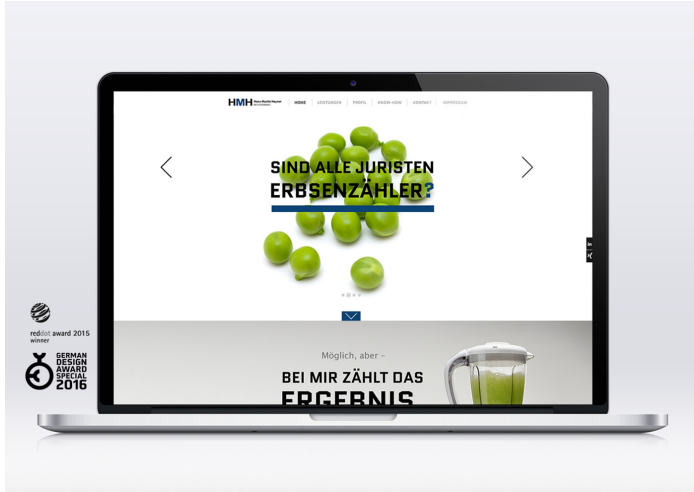 HMH
HOME LEISTUNGEN PROFIL KNOW-HOW KONTAKT IMPRESSUM
SIND ALLE JURISTEN
ERBSENZÄHLER?
in
Möglich, aber –
BEI MIR ZÄHLT DAS
ERGEBNIS
reddot award 2015
winner
GERMAN
DESIGN
AWARD
SPECIAL
2016